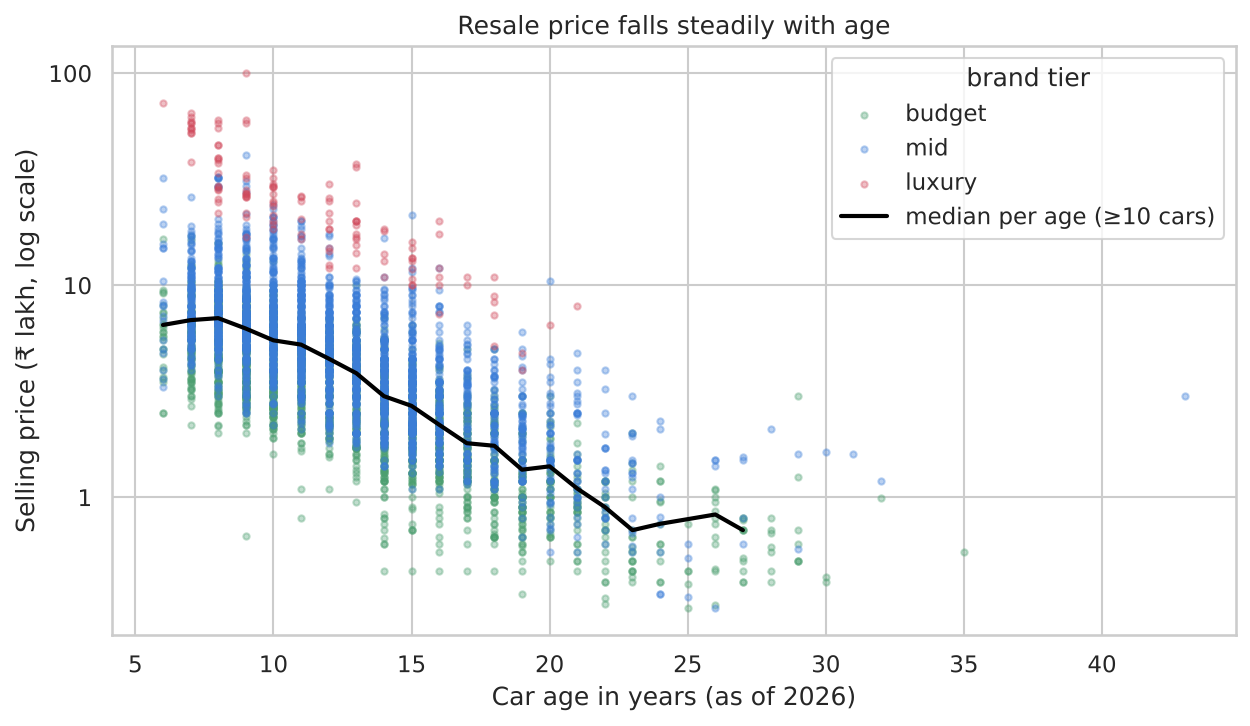 Resale price falls steadily with age
Selling price (₹ lakh, log scale)
100
10
1
brand tier
budget
mid
luxury
median per age (≥10 cars)
5 10 15 20 25 30 35 40
Car age in years (as of 2026)